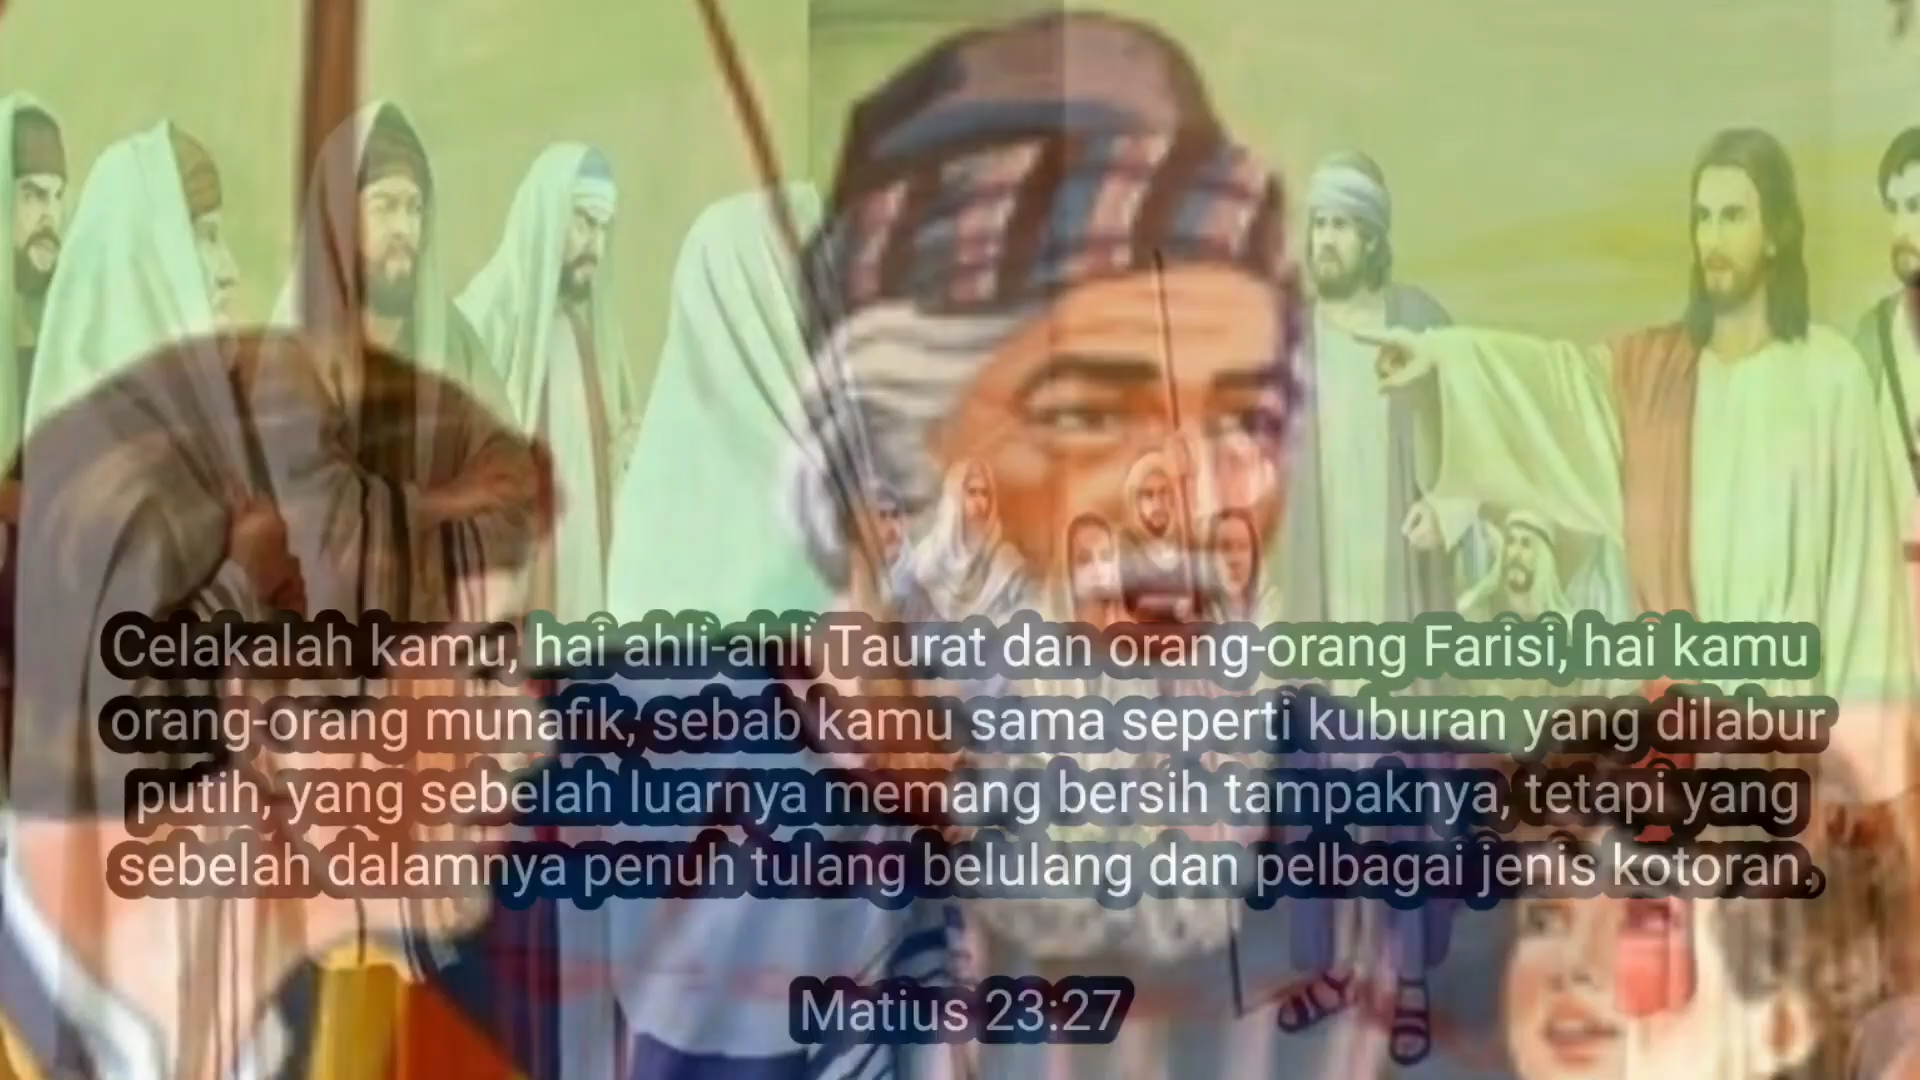 Celakalah kamu, hai ahli-ahli Taurat dan orang-orang Farisi, hai kamu
orang-orang munafik, sebab kamu sama seperti kuburan yang dilabur
putih, yang sebelah luarnya memang bersih tampaknya, tetapi yang
sebelah dalamnya penuh tulang belulang dan pelbagai jenis kotoran.
Matius 23:27